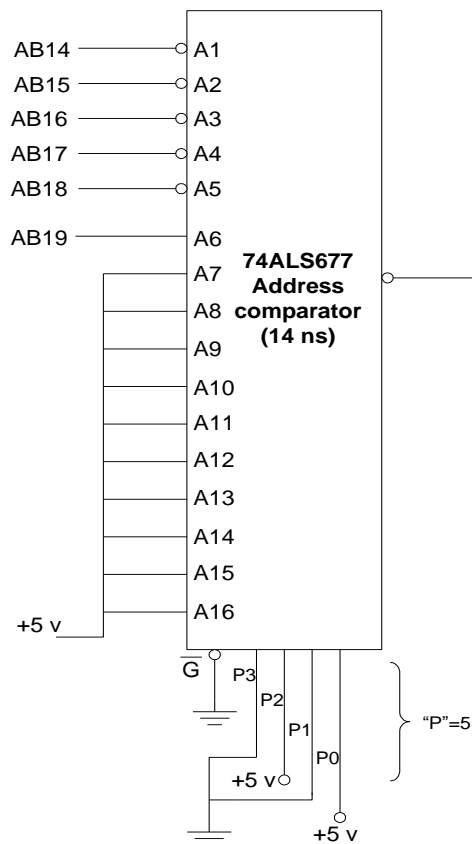 AB14
A1
AB15
A2
AB16
A3
AB17
A4
AB18
A5
AB19
A6
A7
A8
A9
A10
A11
A12
A13
A14
A15
A16
74ALS677
Address
comparator
(14 ns)
+5 v
G
P3
P2
P1
P0
"P"=5
+5 v
+5 v